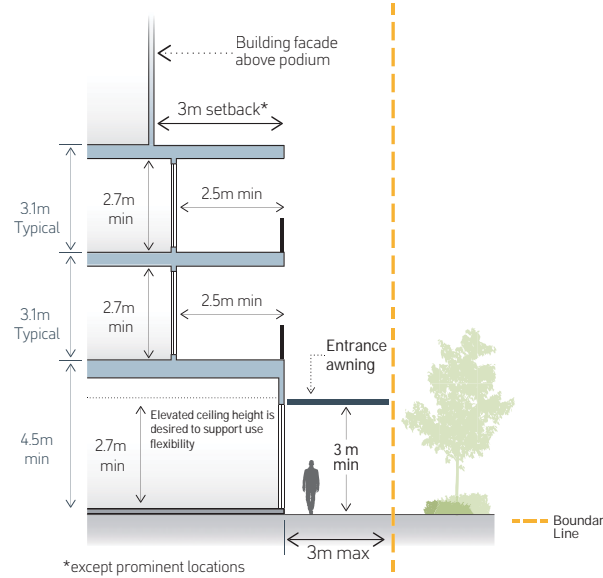 Building facade
above podium
3m setback*
3.1m
Typical
2.7m
min
2.5m min
3.1m
Typical
2.7m
min
2.5m min
Entrance
awning
4.5m
min
2.7m
min
Elevated ceiling height is
desired to support use
flexibility
3 m
min
3m max
Boundar
Line
*except prominent locations